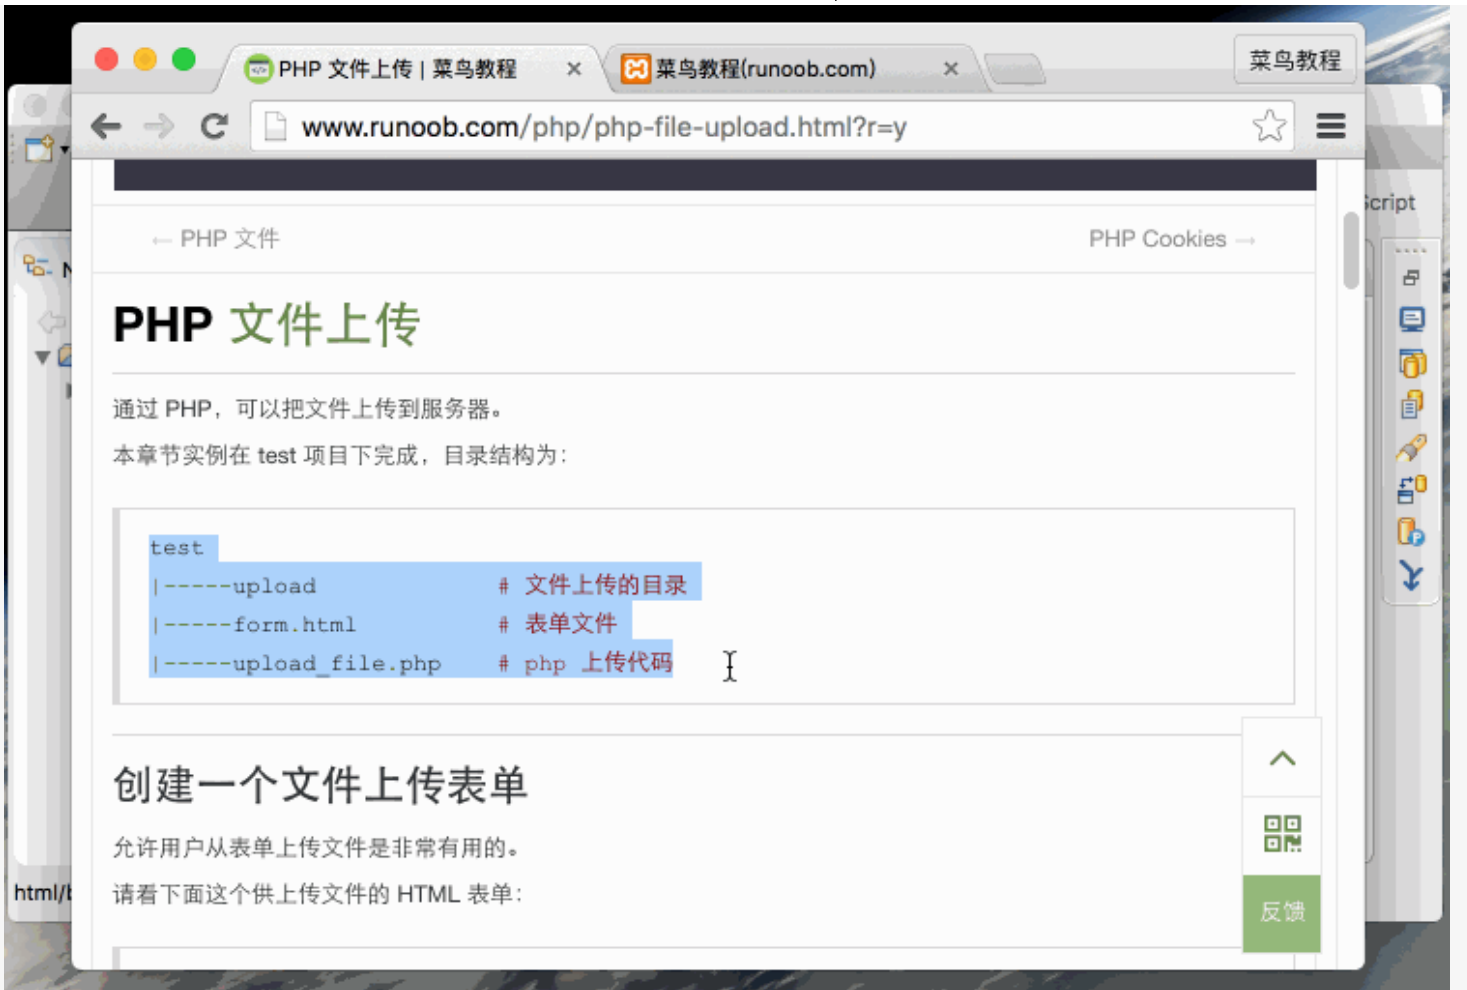 PHP 文件上传 | 菜鸟教程 ×
菜鸟教程(runoob.com) ×
菜鸟教程
www.runoob.com/php/php-file-upload.html?r=y
Script
← PHP 文件
PHP Cookies →
N
PHP 文件上传
通过 PHP，可以把文件上传到服务器。
本章节实例在 test 项目下完成，目录结构为：
test
|-----upload # 文件上传的目录
|-----form.html # 表单文件
|-----upload_file.php # php 上传代码
创建一个文件上传表单
允许用户从表单上传文件是非常有用的。
请看下面这个供上传文件的 HTML 表单：
html/b
反馈